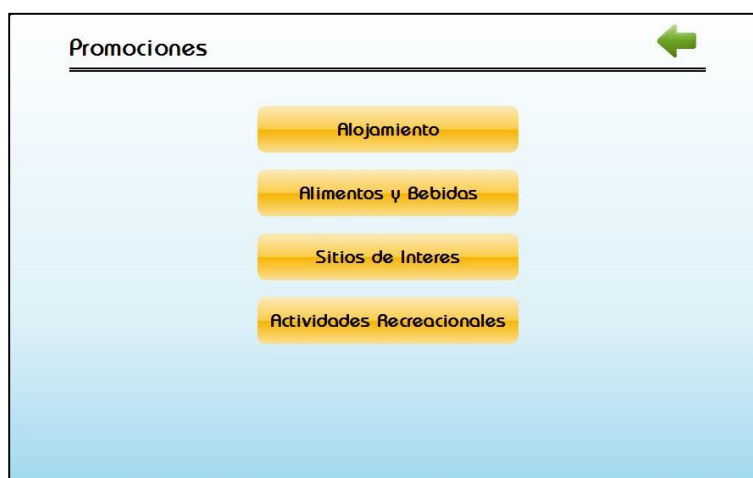 Promociones
Alojamiento
Alimentos y Bebidas
Sitios de Interes
Actividades Recreacionales